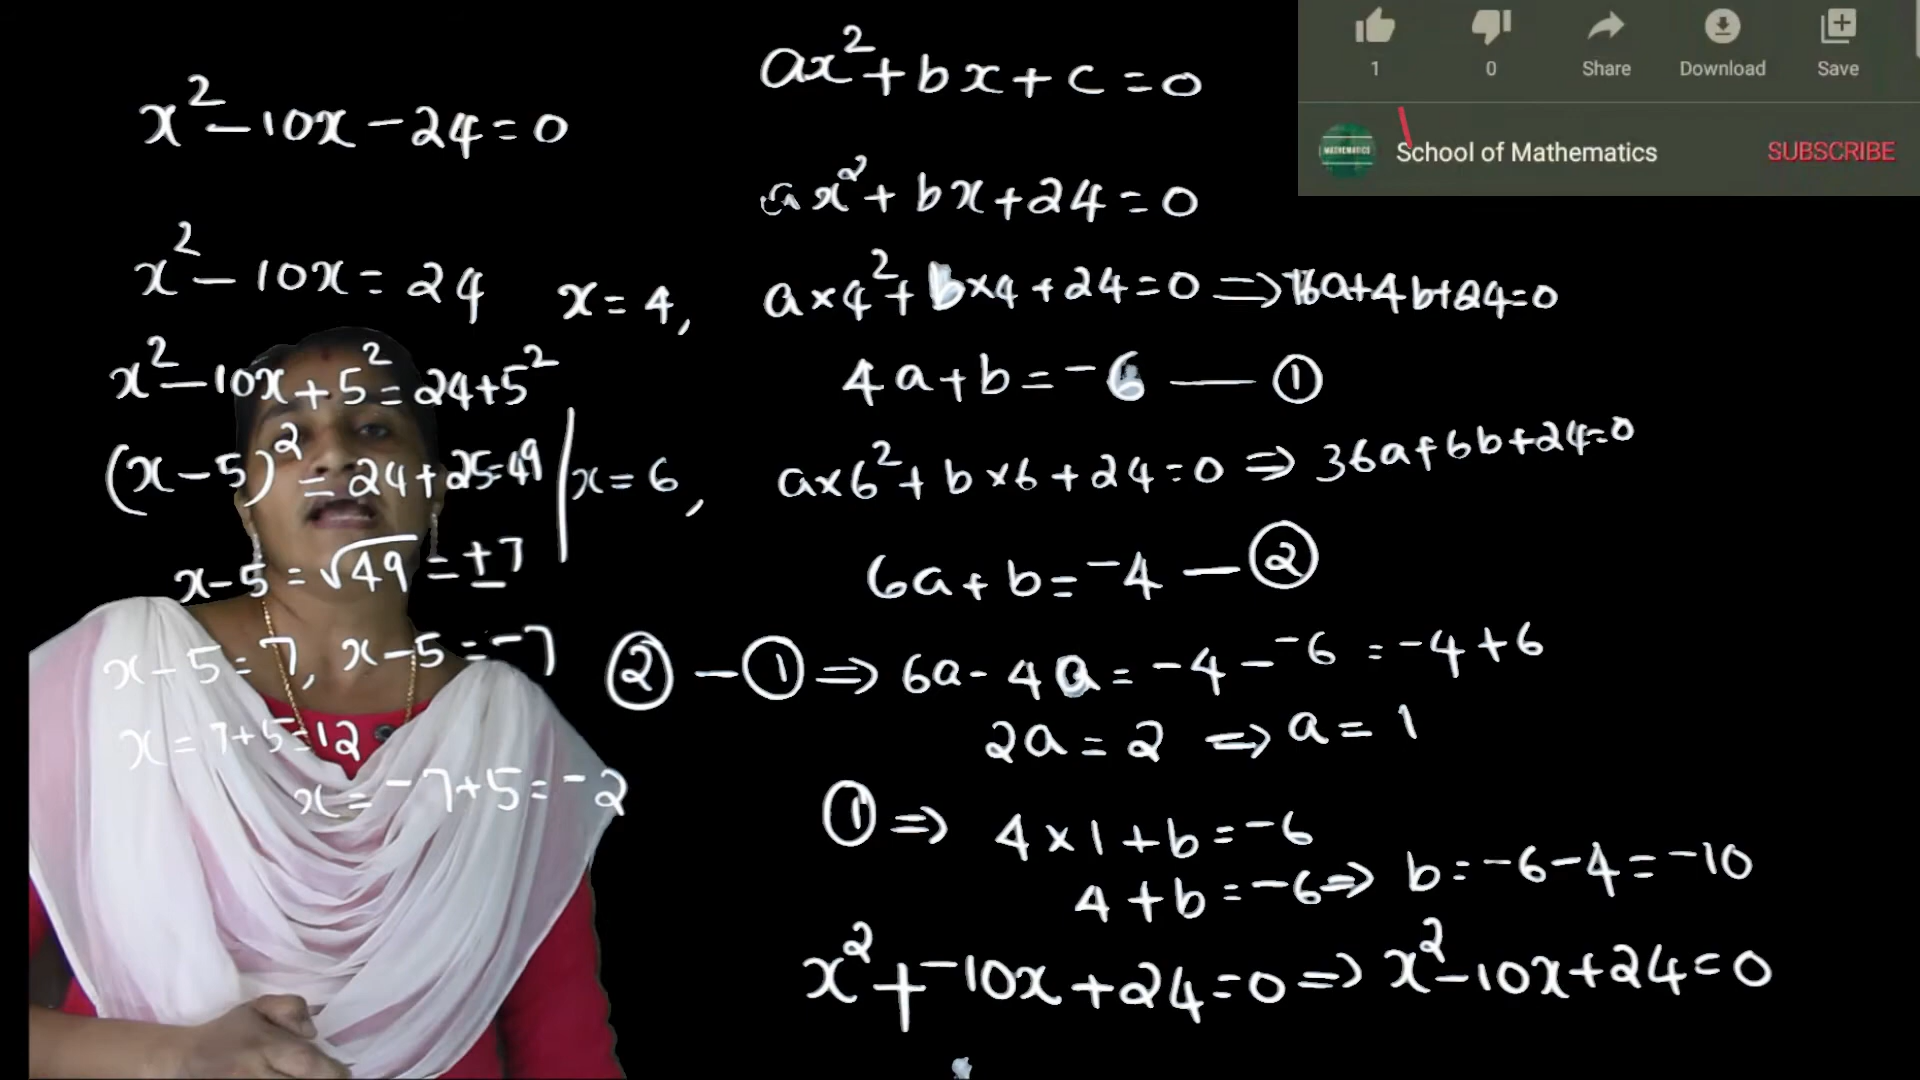 x² - 10x - 24 = 0
x² - 10x = 24
x² - 10x + 5² = 24 + 5²
(x - 5)² = 24 + 25 = 49
x - 5 = √49 = ±7
x - 5 = 7, x - 5 = ⁻7
x = 7 + 5 = 12
x = ⁻7 + 5 = ⁻2
ax² + bx + c = 0
ax² + bx + 24 = 0
x = 4, a × 4² + b × 4 + 24 = 0 ⇒ 16a + 4b + 24 = 0
4a + b = ⁻6 — ①
x = 6, a × 6² + b × 6 + 24 = 0 ⇒ 36a + 6b + 24 = 0
6a + b = ⁻4 — ②
② - ① ⇒ 6a - 4a = -4 - ⁻6 = -4 + 6
2a = 2 ⇒ a = 1
① ⇒ 4 × 1 + b = ⁻6
4 + b = ⁻6 ⇒ b = ⁻6 - 4 = ⁻10
x² + ⁻10x + 24 = 0 ⇒ x² - 10x + 24 = 0
1 0 Share Download Save
MATHEMATICS School of Mathematics SUBSCRIBE